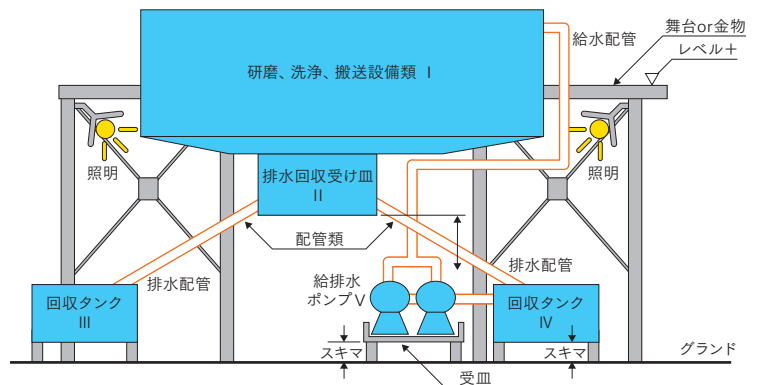 給水配管
舞台or金物
レベル＋
研磨、洗浄、搬送設備類 Ⅰ
照明
照明
排水回収受け皿
Ⅱ
配管類
排水配管
排水配管
給排水
ポンプⅤ
回収タンク
Ⅲ
回収タンク
Ⅳ
スキマ
スキマ
グランド
受皿